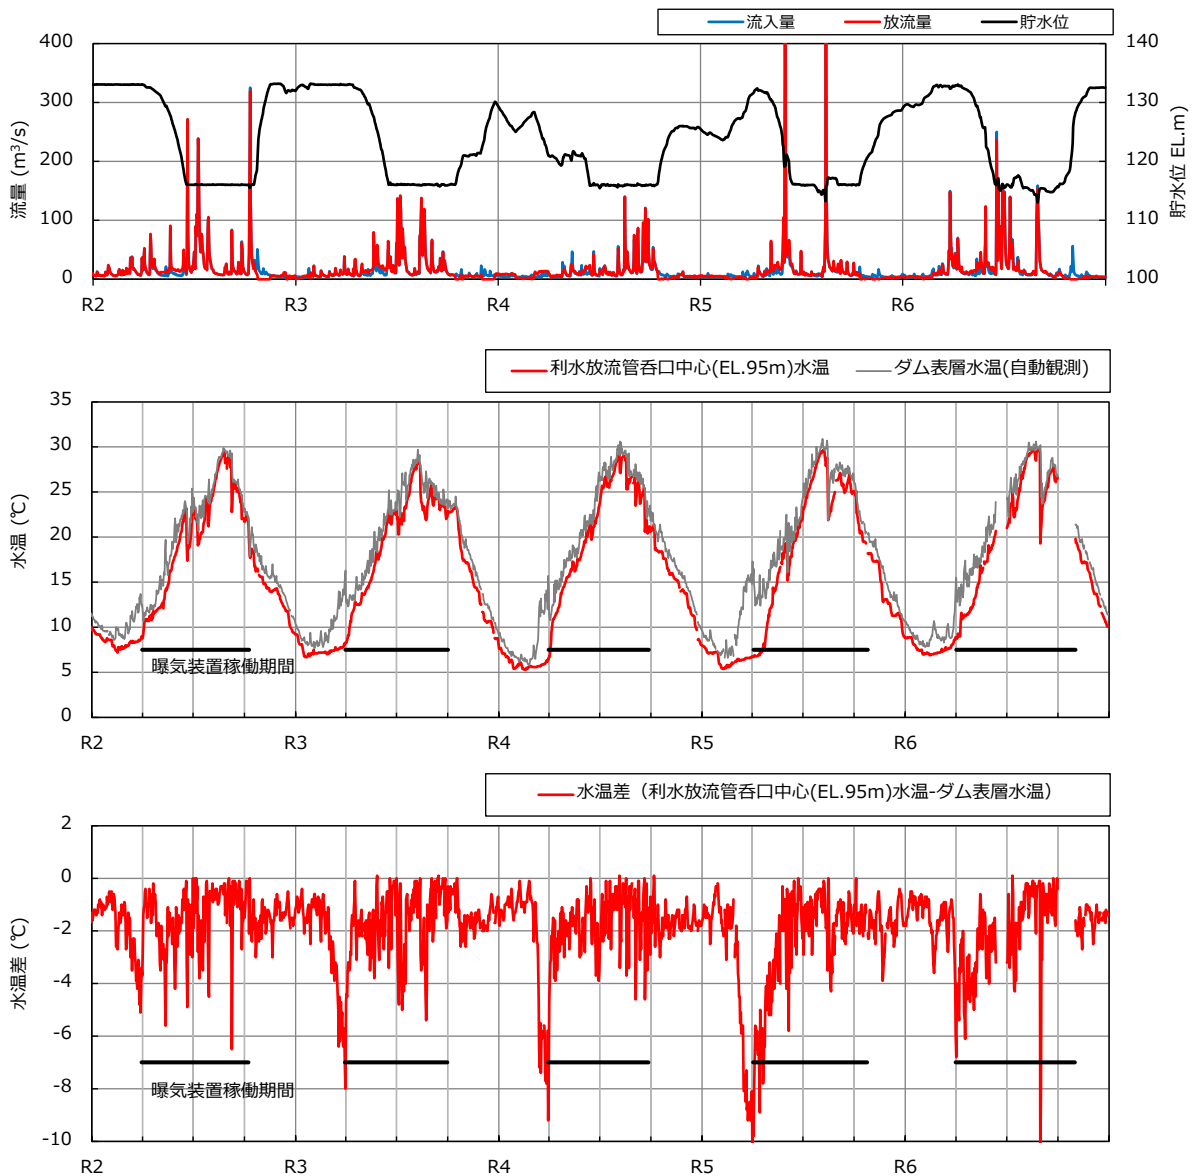 流入量 放流量 貯水位
400
300
200
100
0
流量 (m³/s)
140
130
120
110
100
貯水位 EL.m)
R2 R3 R4 R5 R6
利水放流管呑口中心(EL.95m)水温 ダム表層水温(自動観測)
35
30
25
20
15
10
5
0
水温 (℃)
曝気装置稼働期間
R2 R3 R4 R5 R6
水温差（利水放流管呑口中心(EL.95m)水温-ダム表層水温）
2
0
-2
-4
-6
-8
-10
水温差 (℃)
曝気装置稼働期間
R2 R3 R4 R5 R6